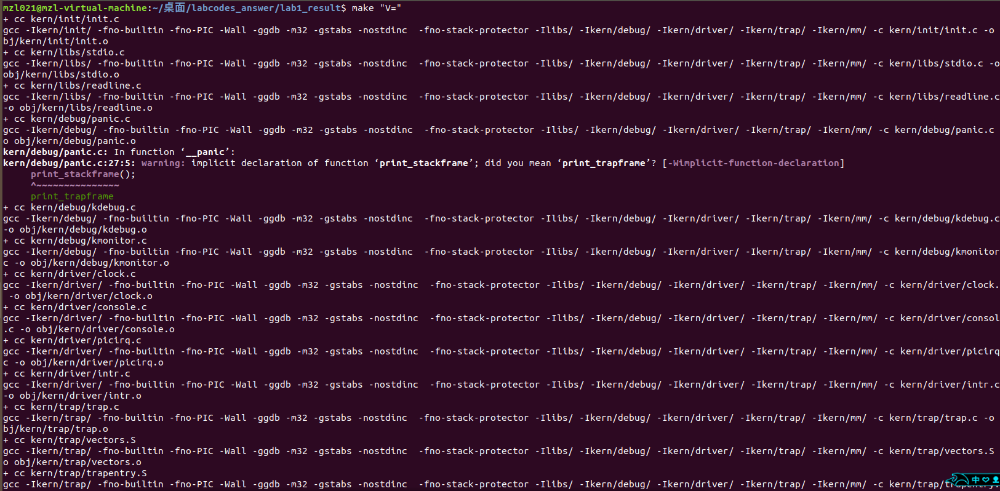 mzl021@mzl-virtual-machine:~/桌面/labcodes_answer/lab1_result$ make "V="
+ cc kern/init/init.c
gcc -Ikern/init/ -fno-builtin -fno-PIC -Wall -ggdb -m32 -gstabs -nostdinc  -fno-stack-protector -Ilibs/ -Ikern/debug/ -Ikern/driver/ -Ikern/trap/ -Ikern/mm/ -c kern/init/init.c -o
bj/kern/init/init.o
+ cc kern/libs/stdio.c
gcc -Ikern/libs/ -fno-builtin -fno-PIC -Wall -ggdb -m32 -gstabs -nostdinc  -fno-stack-protector -Ilibs/ -Ikern/debug/ -Ikern/driver/ -Ikern/trap/ -Ikern/mm/ -c kern/libs/stdio.c -o
obj/kern/libs/stdio.o
+ cc kern/libs/readline.c
gcc -Ikern/libs/ -fno-builtin -fno-PIC -Wall -ggdb -m32 -gstabs -nostdinc  -fno-stack-protector -Ilibs/ -Ikern/debug/ -Ikern/driver/ -Ikern/trap/ -Ikern/mm/ -c kern/libs/readline.c
-o obj/kern/libs/readline.o
+ cc kern/debug/panic.c
gcc -Ikern/debug/ -fno-builtin -fno-PIC -Wall -ggdb -m32 -gstabs -nostdinc  -fno-stack-protector -Ilibs/ -Ikern/debug/ -Ikern/driver/ -Ikern/trap/ -Ikern/mm/ -c kern/debug/panic.c
o obj/kern/debug/panic.o
kern/debug/panic.c: In function ‘__panic’:
kern/debug/panic.c:27:5: warning: implicit declaration of function ‘print_stackframe’; did you mean ‘print_trapframe’? [-Wimplicit-function-declaration]
     print_stackframe();
     ^~~~~~~~~~~~~~~~
     print_trapframe
+ cc kern/debug/kdebug.c
gcc -Ikern/debug/ -fno-builtin -fno-PIC -Wall -ggdb -m32 -gstabs -nostdinc  -fno-stack-protector -Ilibs/ -Ikern/debug/ -Ikern/driver/ -Ikern/trap/ -Ikern/mm/ -c kern/debug/kdebug.c
-o obj/kern/debug/kdebug.o
+ cc kern/debug/kmonitor.c
gcc -Ikern/debug/ -fno-builtin -fno-PIC -Wall -ggdb -m32 -gstabs -nostdinc  -fno-stack-protector -Ilibs/ -Ikern/debug/ -Ikern/driver/ -Ikern/trap/ -Ikern/mm/ -c kern/debug/kmonitor
c -o obj/kern/debug/kmonitor.o
+ cc kern/driver/clock.c
gcc -Ikern/driver/ -fno-builtin -fno-PIC -Wall -ggdb -m32 -gstabs -nostdinc  -fno-stack-protector -Ilibs/ -Ikern/debug/ -Ikern/driver/ -Ikern/trap/ -Ikern/mm/ -c kern/driver/clock.
 -o obj/kern/driver/clock.o
+ cc kern/driver/console.c
gcc -Ikern/driver/ -fno-builtin -fno-PIC -Wall -ggdb -m32 -gstabs -nostdinc  -fno-stack-protector -Ilibs/ -Ikern/debug/ -Ikern/driver/ -Ikern/trap/ -Ikern/mm/ -c kern/driver/consol
.c -o obj/kern/driver/console.o
+ cc kern/driver/picirq.c
gcc -Ikern/driver/ -fno-builtin -fno-PIC -Wall -ggdb -m32 -gstabs -nostdinc  -fno-stack-protector -Ilibs/ -Ikern/debug/ -Ikern/driver/ -Ikern/trap/ -Ikern/mm/ -c kern/driver/picirq
c -o obj/kern/driver/picirq.o
+ cc kern/driver/intr.c
gcc -Ikern/driver/ -fno-builtin -fno-PIC -Wall -ggdb -m32 -gstabs -nostdinc  -fno-stack-protector -Ilibs/ -Ikern/debug/ -Ikern/driver/ -Ikern/trap/ -Ikern/mm/ -c kern/driver/intr.c
-o obj/kern/driver/intr.o
+ cc kern/trap/trap.c
gcc -Ikern/trap/ -fno-builtin -fno-PIC -Wall -ggdb -m32 -gstabs -nostdinc  -fno-stack-protector -Ilibs/ -Ikern/debug/ -Ikern/driver/ -Ikern/trap/ -Ikern/mm/ -c kern/trap/trap.c -o
bj/kern/trap/trap.o
+ cc kern/trap/vectors.S
gcc -Ikern/trap/ -fno-builtin -fno-PIC -Wall -ggdb -m32 -gstabs -nostdinc  -fno-stack-protector -Ilibs/ -Ikern/debug/ -Ikern/driver/ -Ikern/trap/ -Ikern/mm/ -c kern/trap/vectors.S
o obj/kern/trap/vectors.o
+ cc kern/trap/trapentry.S
gcc -Ikern/trap/ -fno-builtin -fno-PIC -Wall -ggdb -m32 -gstabs -nostdinc  -fno-stack-protector -Ilibs/ -Ikern/debug/ -Ikern/driver/ -Ikern/trap/ -Ikern/mm/ -c kern/trap/trapentry.
中